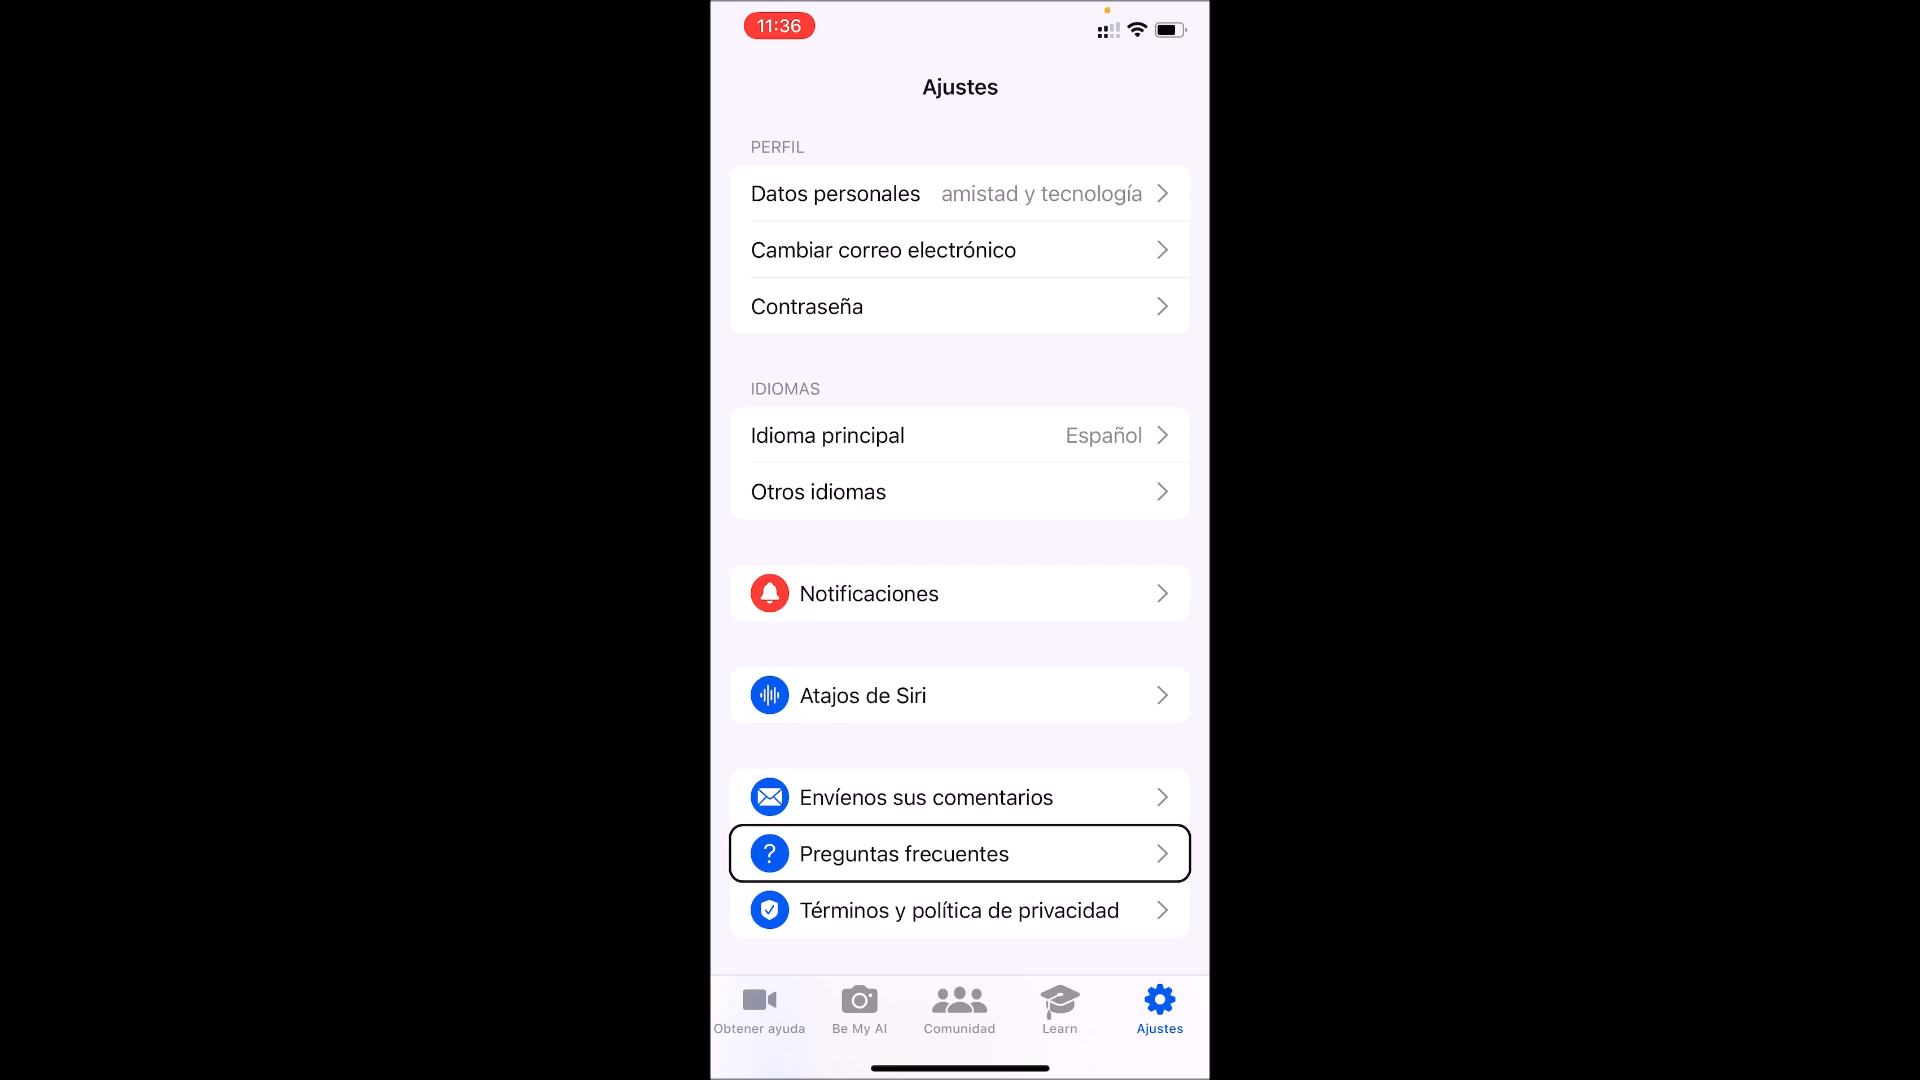 11:36
Ajustes
PERFIL
Datos personales amistad y tecnología
Cambiar correo electrónico
Contraseña
IDIOMAS
Idioma principal Español
Otros idiomas
Notificaciones
Atajos de Siri
Envíenos sus comentarios
? Preguntas frecuentes
Términos y política de privacidad
Obtener ayuda Be My AI Comunidad Learn Ajustes